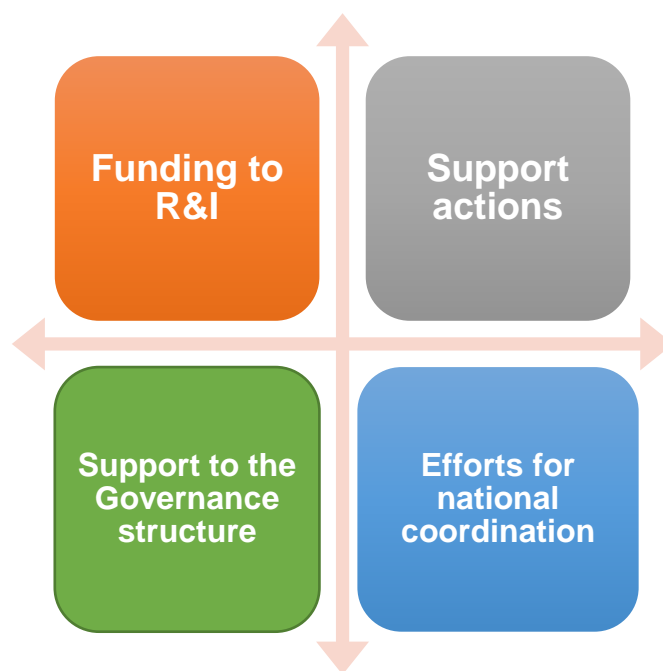 Funding to
R&I
Support
actions
Support to the
Governance
structure
Efforts for
national
coordination